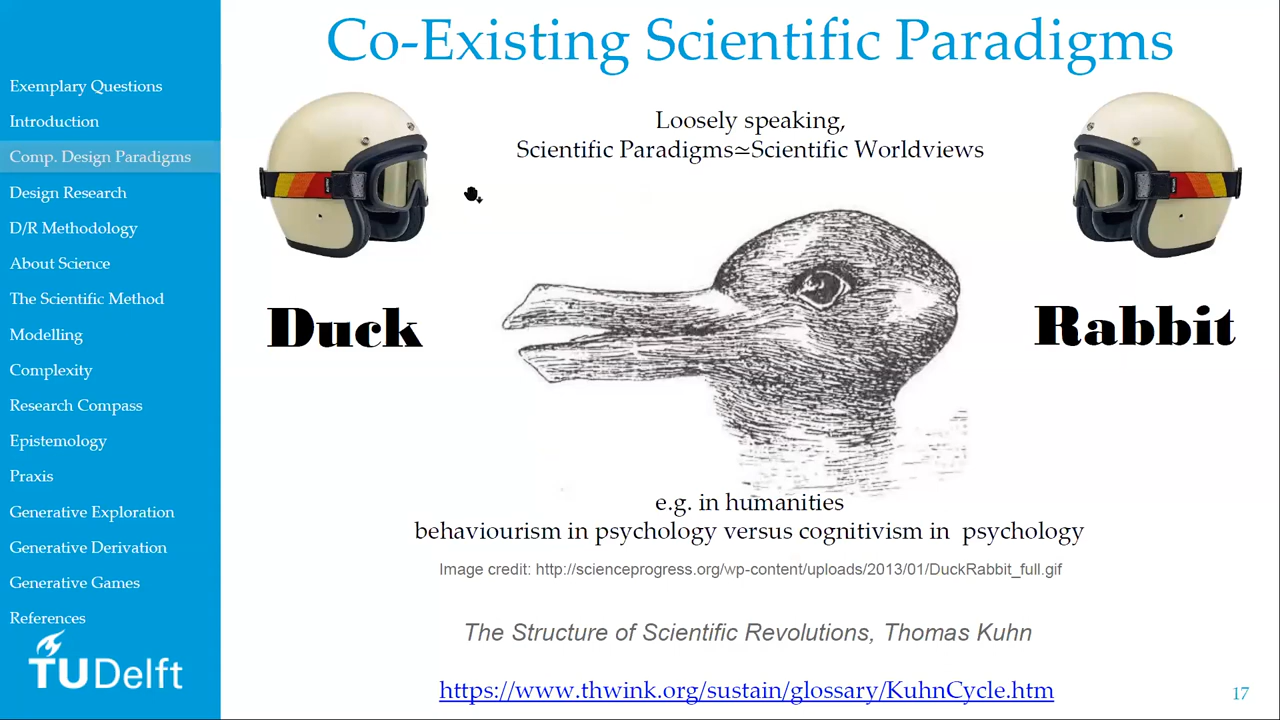 Co-Existing Scientific Paradigms
Exemplary Questions
Introduction
Comp. Design Paradigms
Design Research
D/R Methodology
About Science
The Scientific Method
Modelling
Complexity
Research Compass
Epistemology
Praxis
Generative Exploration
Generative Derivation
Generative Games
References
TUDelft
Loosely speaking,
Scientific Paradigms≃Scientific Worldviews
Duck
Rabbit
e.g. in humanities
behaviourism in psychology versus cognitivism in psychology
Image credit: http://scienceprogress.org/wp-content/uploads/2013/01/DuckRabbit_full.gif
The Structure of Scientific Revolutions, Thomas Kuhn
https://www.thwink.org/sustain/glossary/KuhnCycle.htm
17